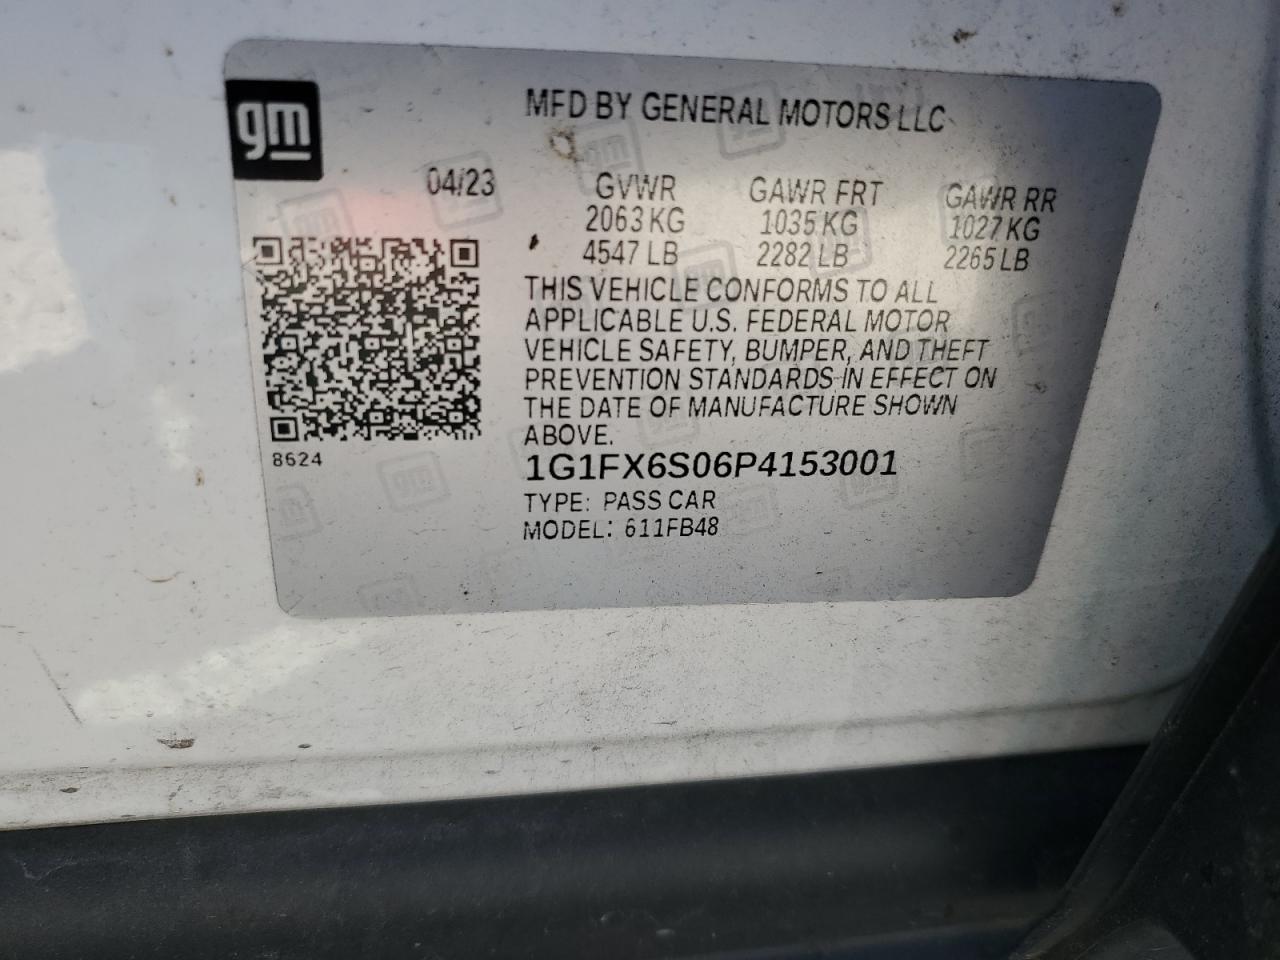 gm
MFD BY GENERAL MOTORS LLC
04/23
GVWR GAWR FRT GAWR RR
2063 KG 1035 KG 1027 KG
4547 LB 2282 LB 2265 LB
THIS VEHICLE CONFORMS TO ALL
APPLICABLE U.S. FEDERAL MOTOR
VEHICLE SAFETY, BUMPER, AND THEFT
PREVENTION STANDARDS IN EFFECT ON
THE DATE OF MANUFACTURE SHOWN
ABOVE.
8624
1G1FX6S06P4153001
TYPE: PASS CAR
MODEL: 611FB48